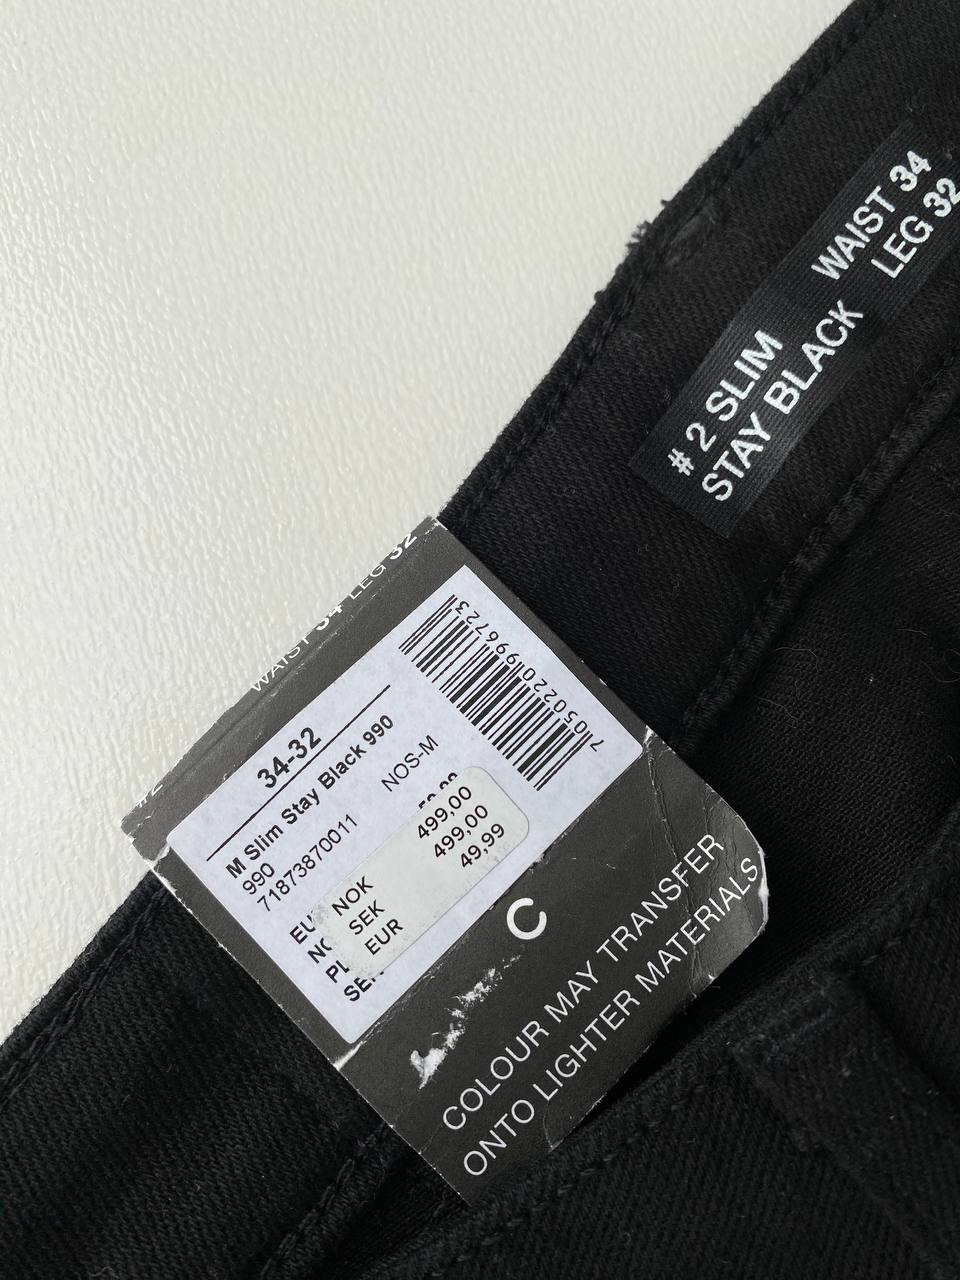 WAIST 34
LEG 32
# 2 SLIM
STAY BLACK
WAIST 34 LEG 32
34-32
M Slim Stay Black 990
990
71873870011 NOS-M
7050220996723
NOK 499,00
SEK 499,00
EUR 49,99
C
COLOUR MAY TRANSFER
ONTO LIGHTER MATERIALS